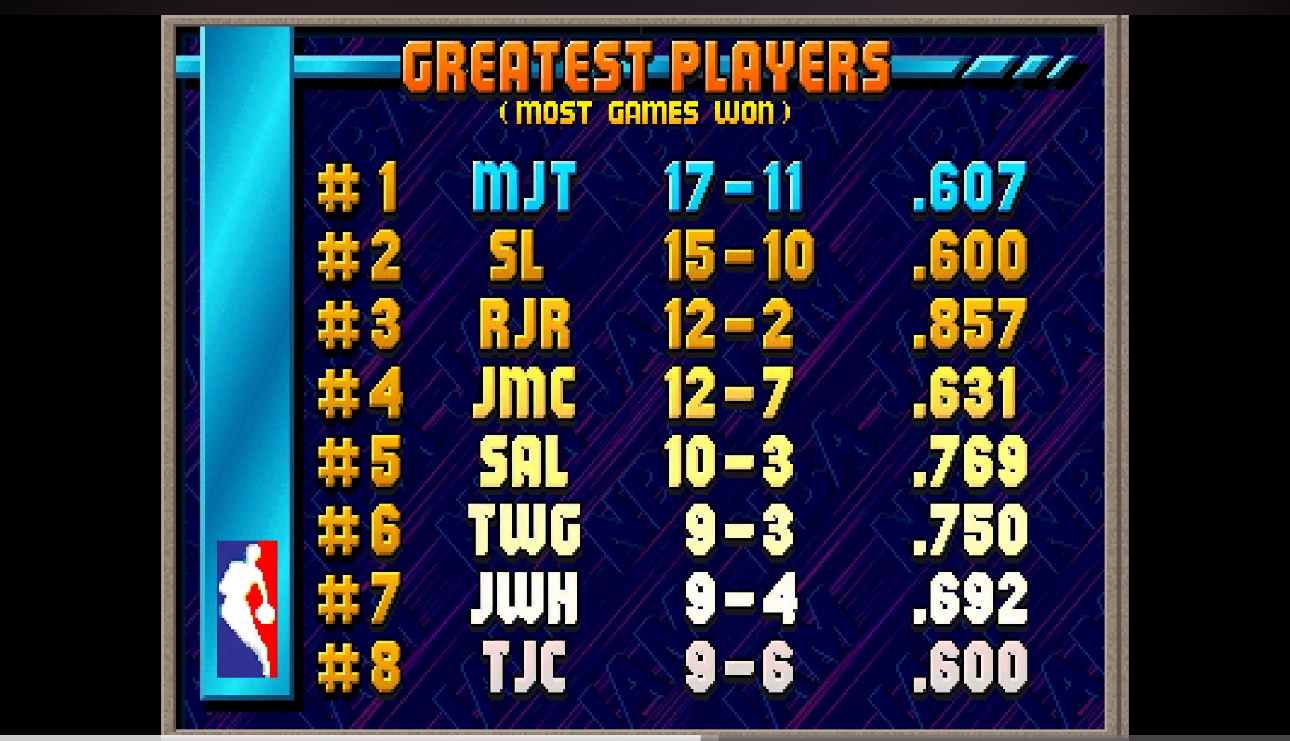 GREATEST PLAYERS
(MOST GAMES WON)
#1 MJT 17-11 .607
#2 SL 15-10 .600
#3 RJR 12-2 .857
#4 JMC 12-7 .631
#5 SAL 10-3 .769
#6 TWG 9-3 .750
#7 JWH 9-4 .692
#8 TJC 9-6 .600